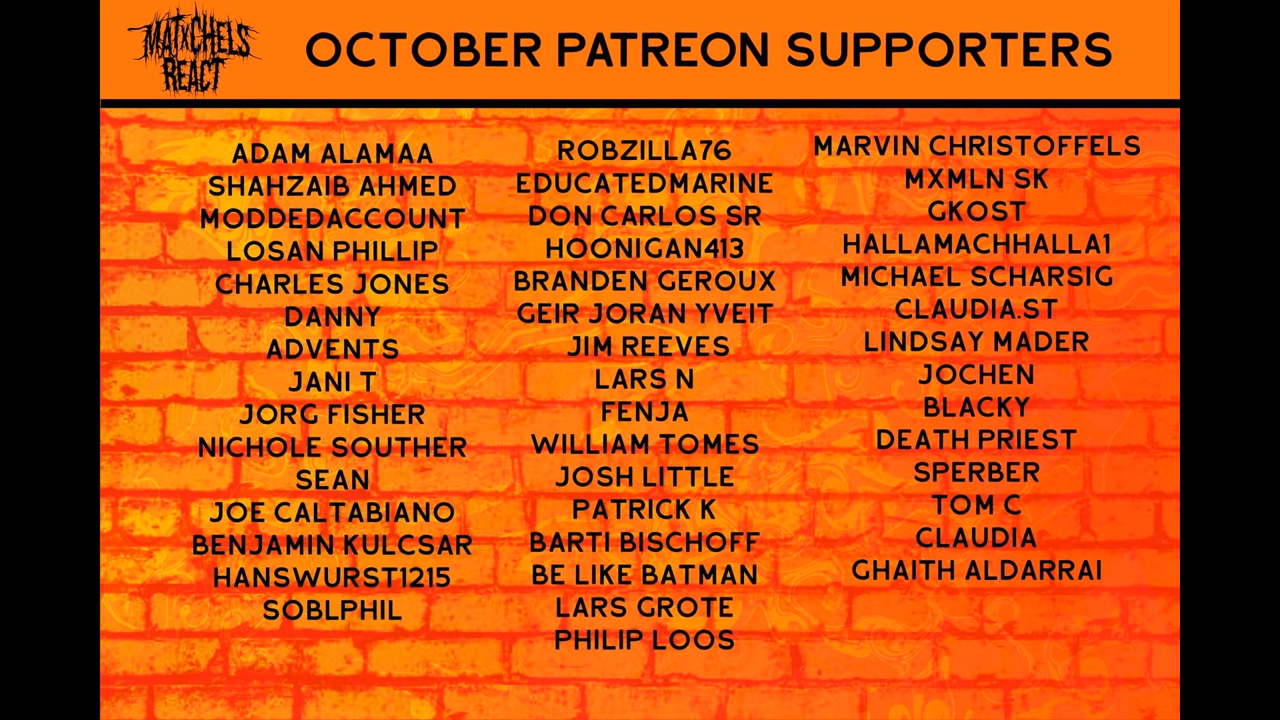 MATXCHELS
REACT
OCTOBER PATREON SUPPORTERS
ADAM ALAMAA
SHAHZAIB AHMED
MODDEDACCOUNT
LOSAN PHILLIP
CHARLES JONES
DANNY
ADVENTS
JANI T
JORG FISHER
NICHOLE SOUTHER
SEAN
JOE CALTABIANO
BENJAMIN KULCSAR
HANSWURST1215
SOBLPHIL
ROBZILLA76
EDUCATEDMARINE
DON CARLOS SR
HOONIGAN413
BRANDEN GEROUX
GEIR JORAN YVEIT
JIM REEVES
LARS N
FENJA
WILLIAM TOMES
JOSH LITTLE
PATRICK K
BARTI BISCHOFF
BE LIKE BATMAN
LARS GROTE
PHILIP LOOS
MARVIN CHRISTOFFELS
MXMLN SK
GKOST
HALLAMACHHALLA1
MICHAEL SCHARSIG
CLAUDIA.ST
LINDSAY MADER
JOCHEN
BLACKY
DEATH PRIEST
SPERBER
TOM C
CLAUDIA
GHAITH ALDARRAI